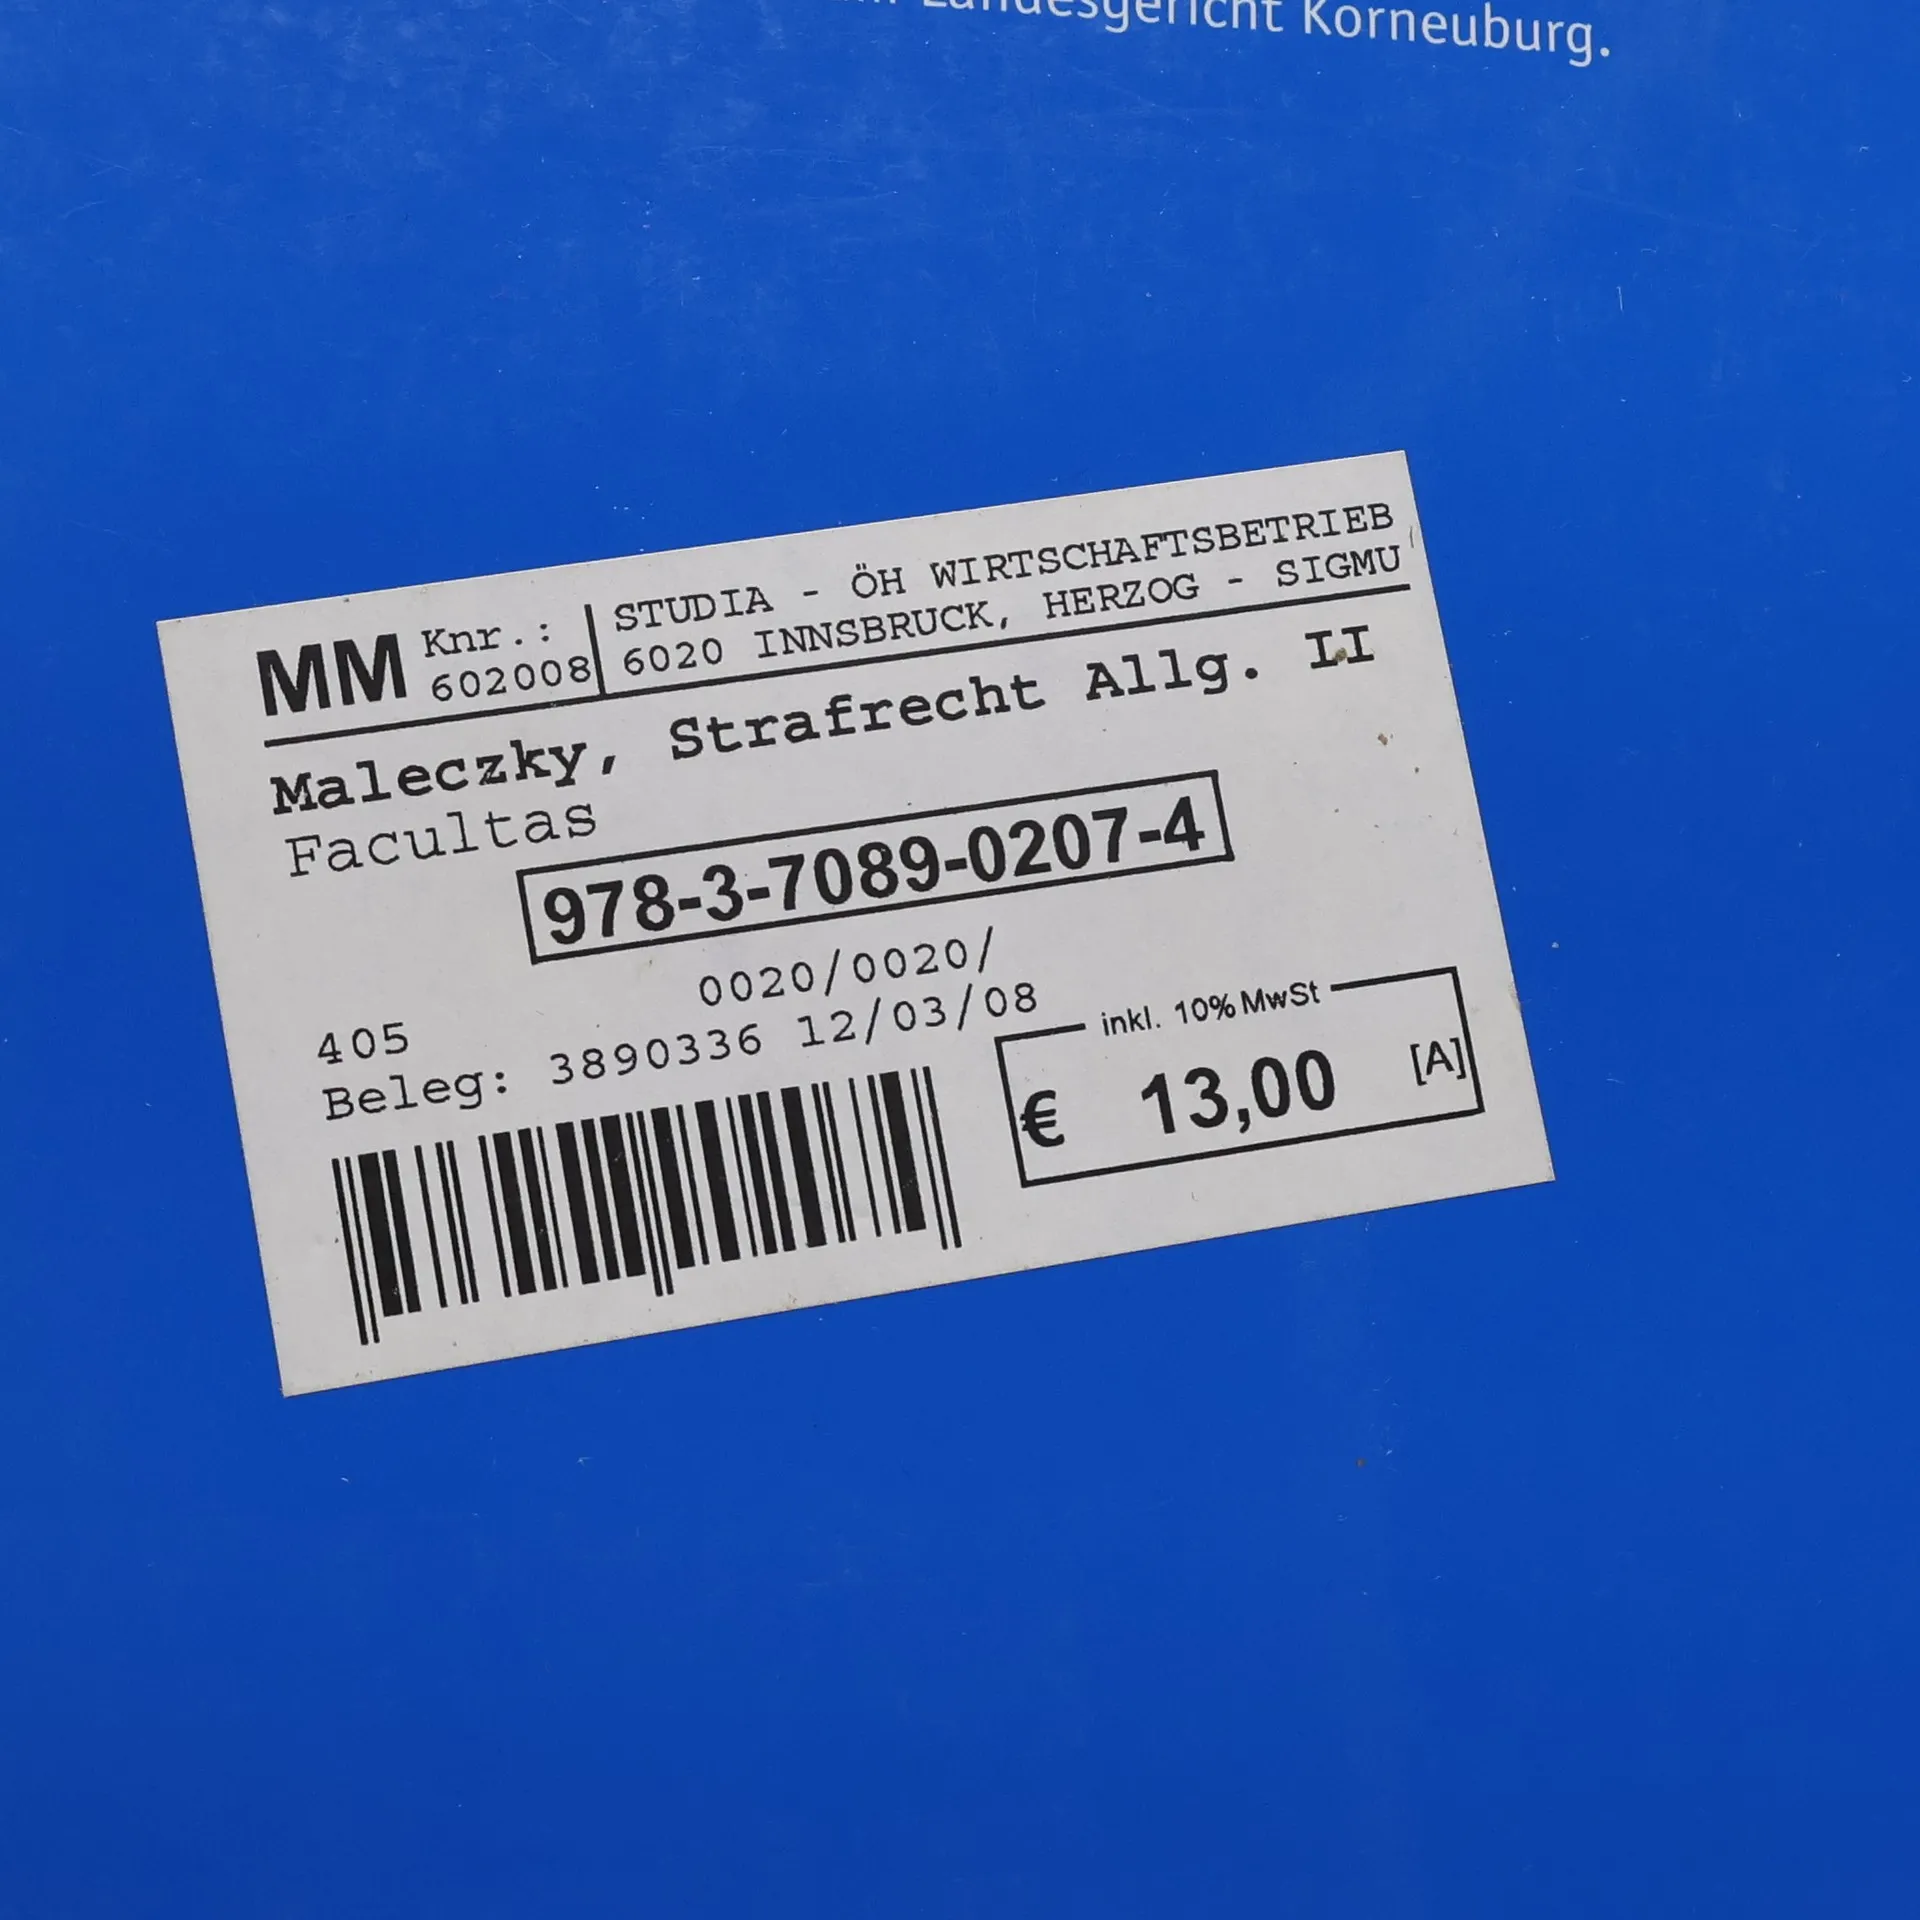 Landesgericht Korneuburg.
MM Knr.: 602008
STUDIA - ÖH WIRTSCHAFTSBETRIEB
6020 INNSBRUCK, HERZOG - SIGMU
Maleczky, Strafrecht Allg. II
Facultas
978-3-7089-0207-4
0020/0020/
405
Beleg: 3890336 12/03/08
inkl. 10% MwSt
€ 13,00 [A]